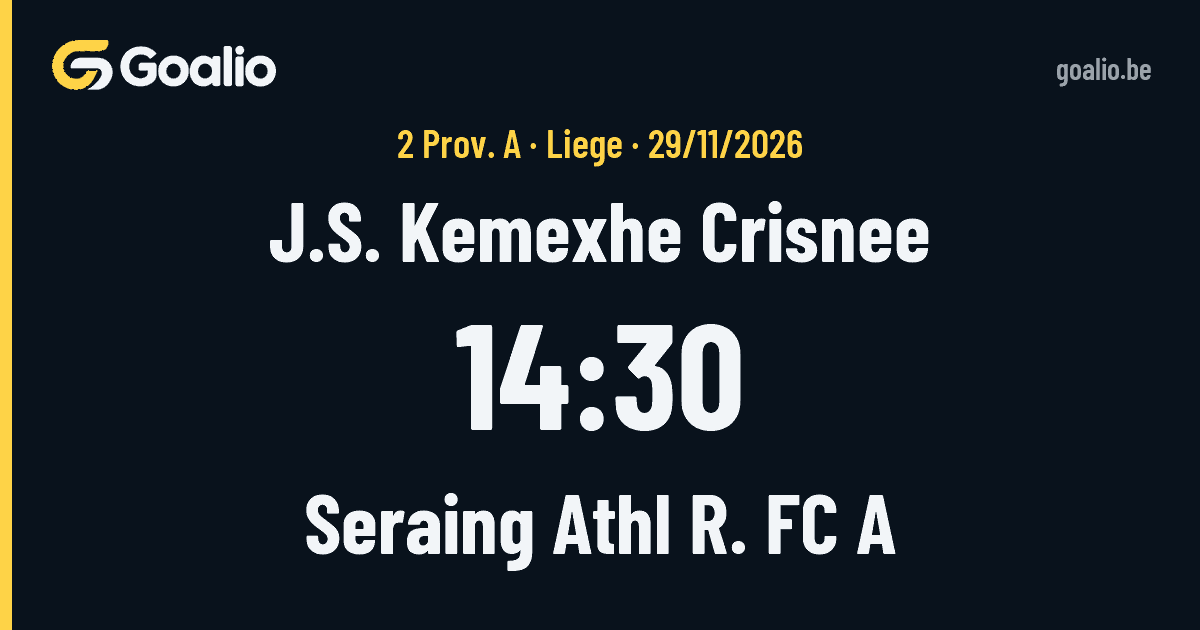 Goalio
goalio.be
2 Prov. A · Liege · 29/11/2026
J.S. Kemexhe Crisnee
14:30
Seraing Athl R. FC A